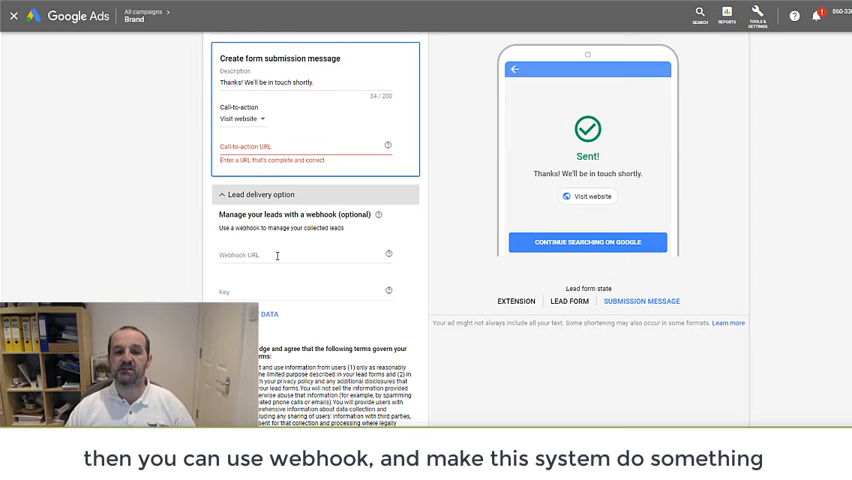 Google Ads
All campaigns >
Brand
SEARCH
REPORTS
TOOLS &
SETTINGS
Create form submission message
Description
Thanks! We'll be in touch shortly.
34 / 200
Call-to-action
Visit website
Call-to-action URL
Enter a URL that's complete and correct
Lead delivery option
Manage your leads with a webhook (optional)
Use a webhook to manage your collected leads
Webhook URL
Key
DATA
Sent!
Thanks! We'll be in touch shortly.
Visit website
CONTINUE SEARCHING ON GOOGLE
Lead form state
EXTENSION
LEAD FORM
SUBMISSION MESSAGE
Your ad might not always include all your text. Some shortening may also occur in some formats. Learn more
then you can use webhook, and make this system do something